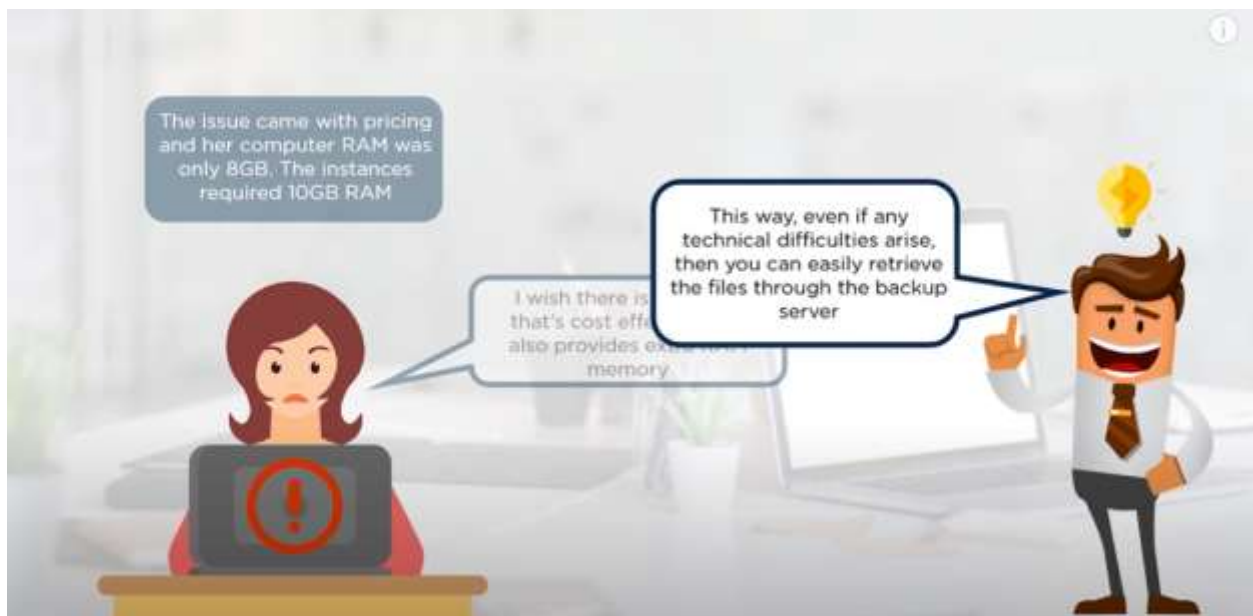 The issue came with pricing
and her computer RAM was
only 8GB. The instances
required 10GB RAM
This way, even if any
technical difficulties arise,
then you can easily retrieve
the files through the backup
server
I wish there is
that's cost
also provides
memory